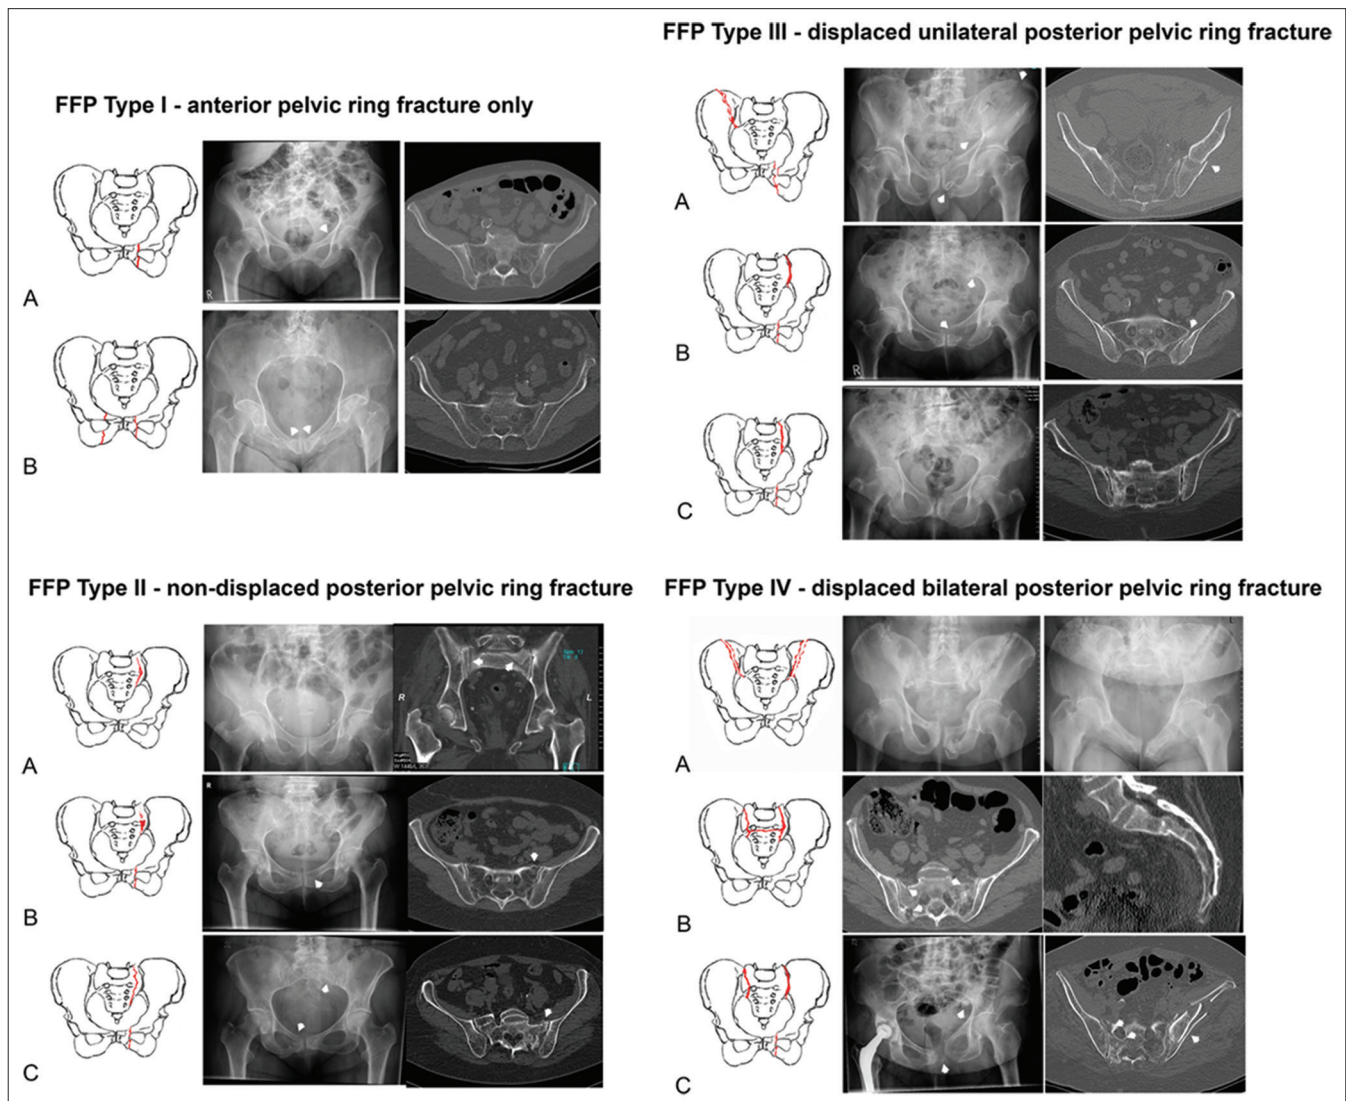 FFP Type I - anterior pelvic ring fracture only
A
R
B
FFP Type II - non-displaced posterior pelvic ring fracture
A
R
L
B
R
C
FFP Type III - displaced unilateral posterior pelvic ring fracture
A
B
R
C
FFP Type IV - displaced bilateral posterior pelvic ring fracture
A
L
B
C